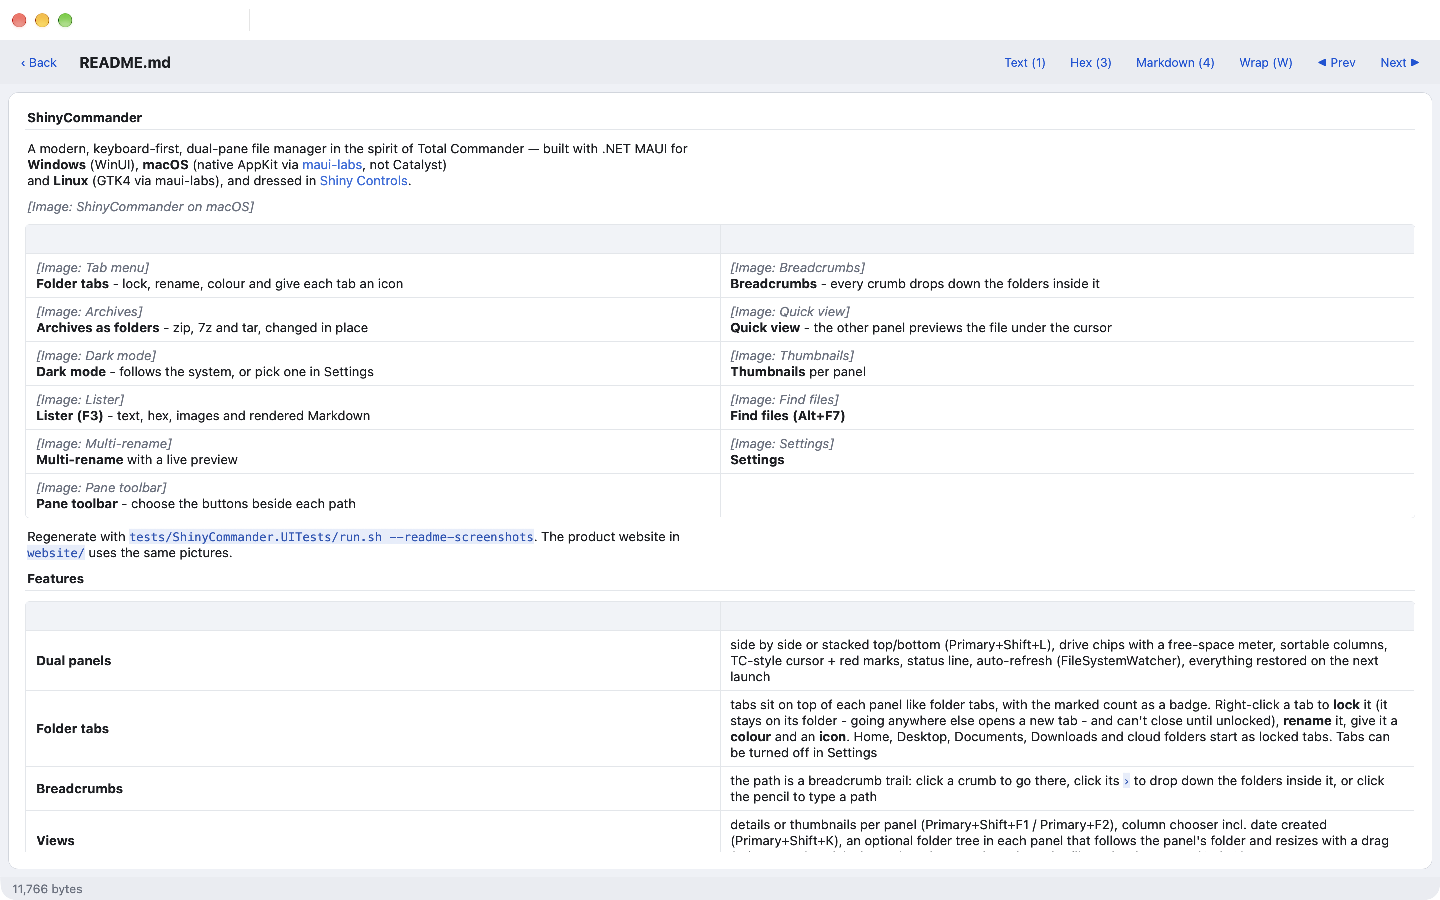 ‹ Back
README.md
Text (1)
Hex (3)
Markdown (4)
Wrap (W)
◀ Prev
Next ▶
ShinyCommander
A modern, keyboard-first, dual-pane file manager in the spirit of Total Commander — built with .NET MAUI for
Windows (WinUI), macOS (native AppKit via maui-labs, not Catalyst)
and Linux (GTK4 via maui-labs), and dressed in Shiny Controls.
[Image: ShinyCommander on macOS]
[Image: Tab menu]
Folder tabs - lock, rename, colour and give each tab an icon
[Image: Breadcrumbs]
Breadcrumbs - every crumb drops down the folders inside it
[Image: Archives]
Archives as folders - zip, 7z and tar, changed in place
[Image: Quick view]
Quick view - the other panel previews the file under the cursor
[Image: Dark mode]
Dark mode - follows the system, or pick one in Settings
[Image: Thumbnails]
Thumbnails per panel
[Image: Lister]
Lister (F3) - text, hex, images and rendered Markdown
[Image: Find files]
Find files (Alt+F7)
[Image: Multi-rename]
Multi-rename with a live preview
[Image: Settings]
Settings
[Image: Pane toolbar]
Pane toolbar - choose the buttons beside each path
Regenerate with tests/ShinyCommander.UITests/run.sh --readme-screenshots. The product website in
website/ uses the same pictures.
Features
Dual panels
side by side or stacked top/bottom (Primary+Shift+L), drive chips with a free-space meter, sortable columns,
TC-style cursor + red marks, status line, auto-refresh (FileSystemWatcher), everything restored on the next
launch
Folder tabs
tabs sit on top of each panel like folder tabs, with the marked count as a badge. Right-click a tab to lock it (it
stays on its folder - going anywhere else opens a new tab - and can't close until unlocked), rename it, give it a
colour and an icon. Home, Desktop, Documents, Downloads and cloud folders start as locked tabs. Tabs can
be turned off in Settings
Breadcrumbs
the path is a breadcrumb trail: click a crumb to go there, click its › to drop down the folders inside it, or click
the pencil to type a path
Views
details or thumbnails per panel (Primary+Shift+F1 / Primary+F2), column chooser incl. date created
(Primary+Shift+K), an optional folder tree in each panel that follows the panel's folder and resizes with a drag
11,766 bytes